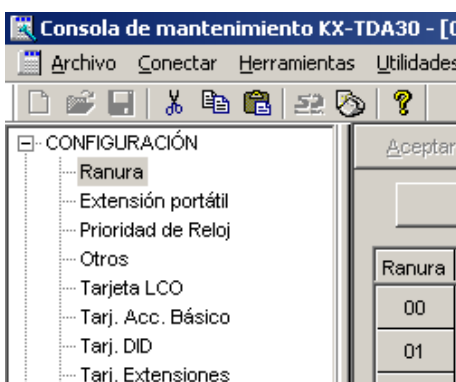 Consola de mantenimiento KX-TDA30 - [
Archivo Conectar Herramientas Utilidades
CONFIGURACIÓN
Aceptar
Ranura
Extensión portátil
Prioridad de Reloj
Otros
Ranura
Tarjeta LCO
00
Tarj. Acc. Básico
Tarj. DID
01
Tarj. Extensiones